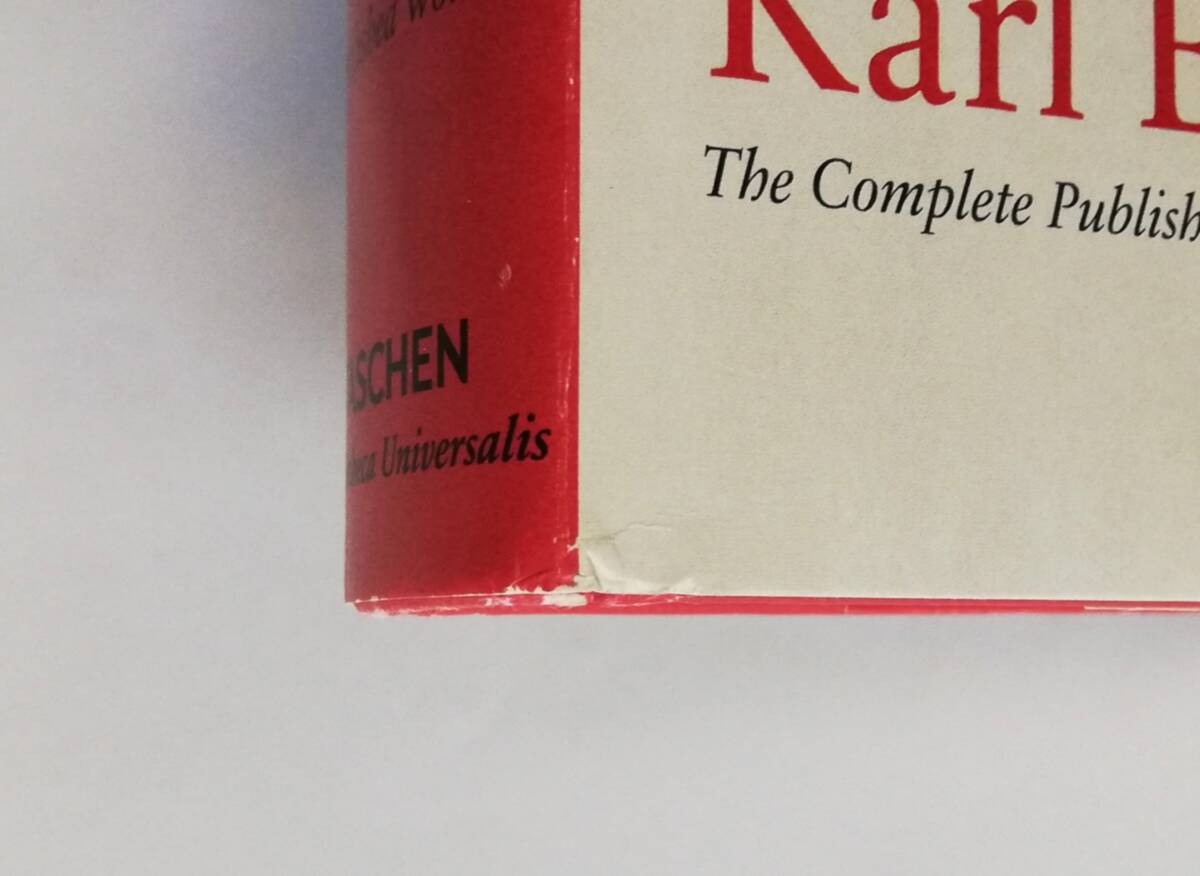 Karl
The Complete Publish
ASCHEN
Universalis